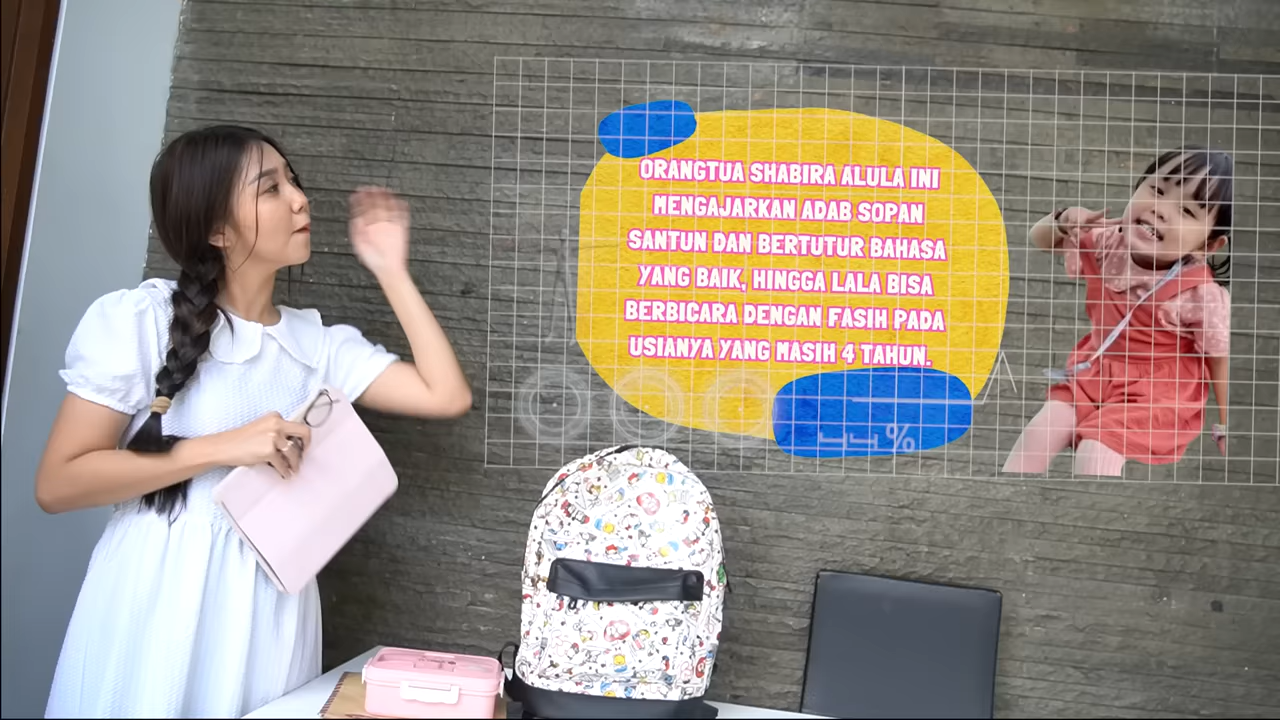 ORANGTUA SHABIRA ALULA INI
MENGAJARKAN ADAB SOPAN
SANTUN DAN BERTUTUR BAHASA
YANG BAIK, HINGGA LALA BISA
BERBICARA DENGAN FASIH PADA
USIANYA YANG MASIH 4 TAHUN.